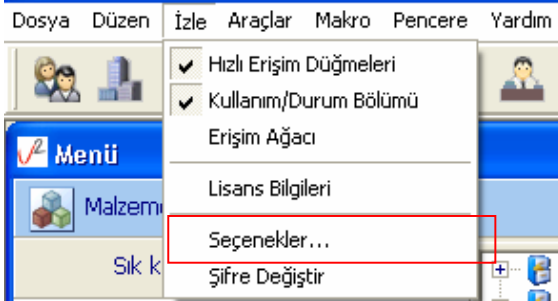 Dosya Düzen İzle Araçlar Makro Pencere Yardım
Hızlı Erişim Düğmeleri
Kullanım/Durum Bölümü
Erişim Ağacı
Menü
Lisans Bilgileri
Seçenekler...
Sık
Şifre Değiştir